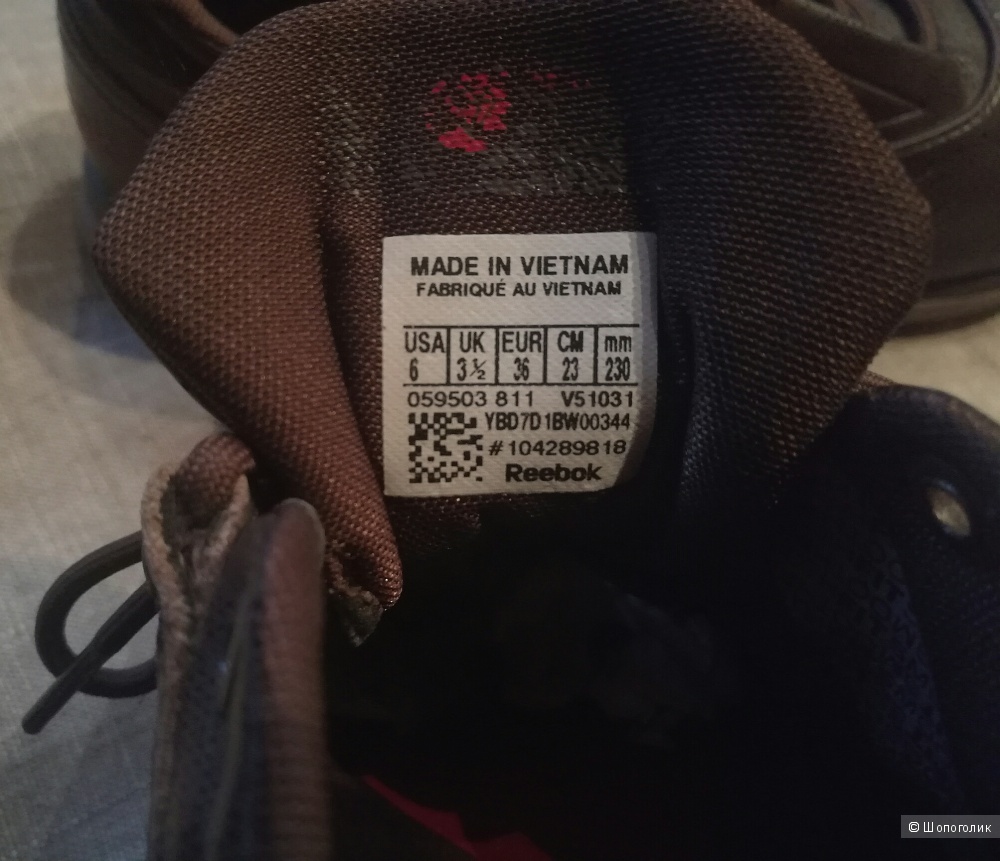 MADE IN VIETNAM
FABRIQUÉ AU VIETNAM
USA UK EUR CM mm
6 3½ 36 23 230
059503 811 V51031
YBD7D1BW00344
#104289818
Reebok
© Шопоголик